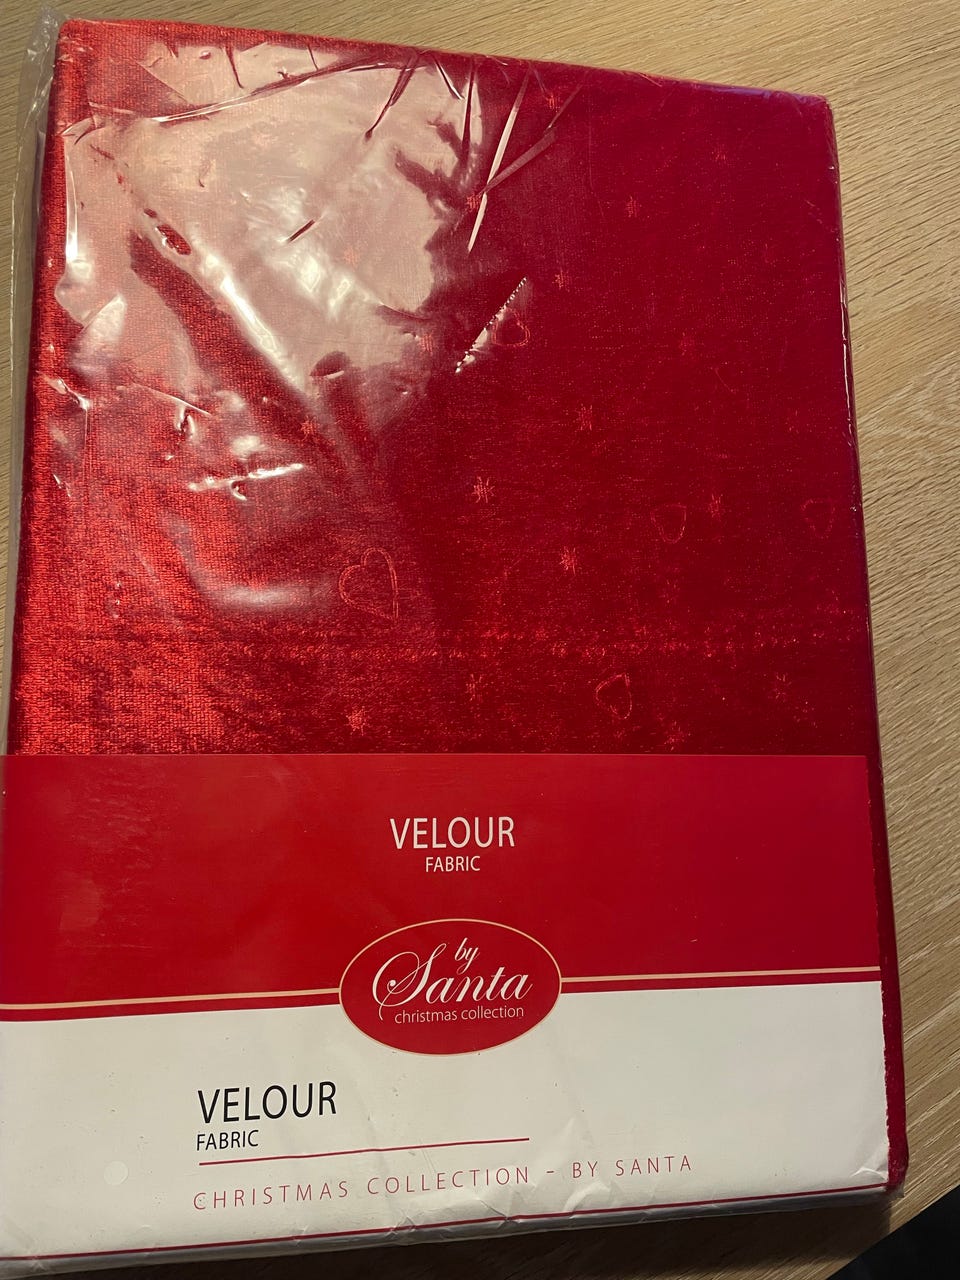 VELOUR
FABRIC
by
Santa
christmas collection
VELOUR
FABRIC
CHRISTMAS COLLECTION - BY SANTA